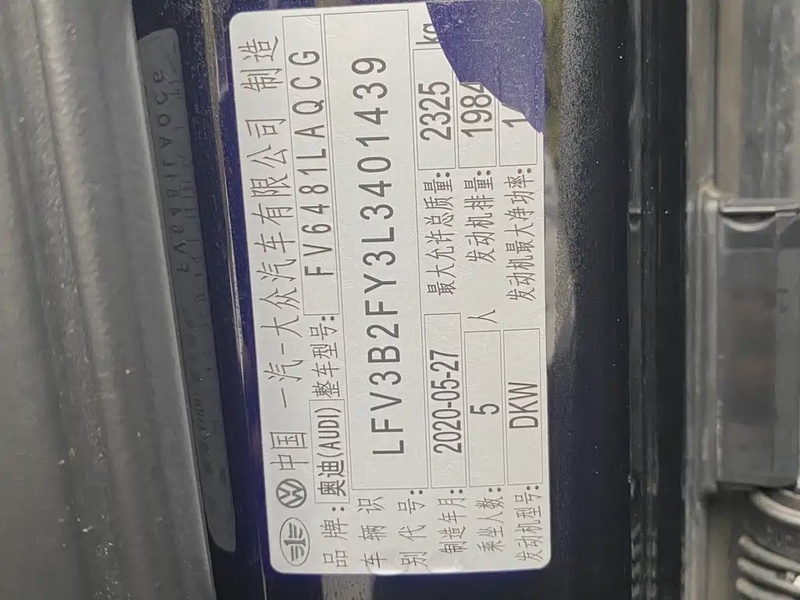 中国 一汽-大众汽车有限公司 制造
品牌: 奥迪(AUDI) 整车型号: FV6481LAQCG
车辆识别代号: LFV3B2FY3L3401439
制造年月: 2020-05-27 最大允许总质量: 2325 kg
乘坐人数: 5 人 发动机排量: 1984
发动机型号: DKW 发动机最大净功率: 1